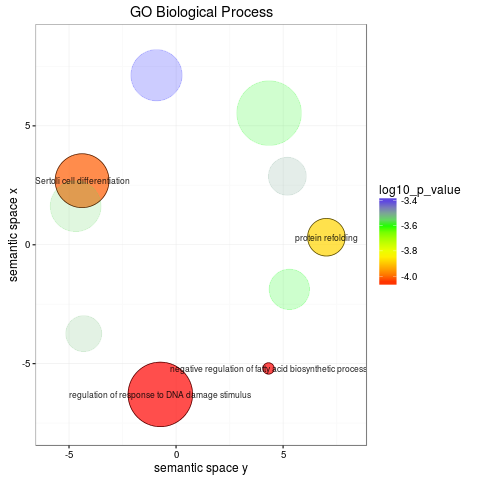 GO Biological Process
semantic space x
5
0
-5
Sertoli cell differentiation
protein refolding
negative regulation of fatty acid biosynthetic process
regulation of response to DNA damage stimulus
-5
0
5
semantic space y
log10_p_value
-3.4
-3.6
-3.8
-4.0